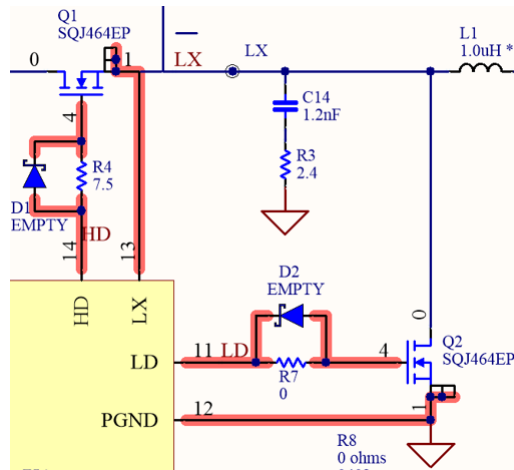 Q1
SQJ464EP
0
1
LX
LX
L1
1.0uH *
4
C14
1.2nF
R4
7.5
R3
2.4
D1
EMPTY
HD
14
13
HD
LX
D2
EMPTY
0
LD
11
LD
4
Q2
SQJ464EP
R7
0
PGND
12
1
R8
0 ohms